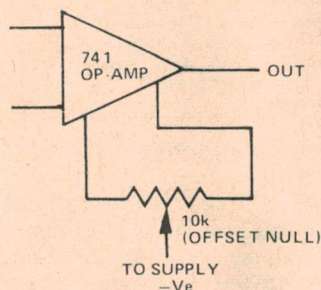 741
OP-AMP
OUT
10k
(OFFSET NULL)
TO SUPPLY
–Ve